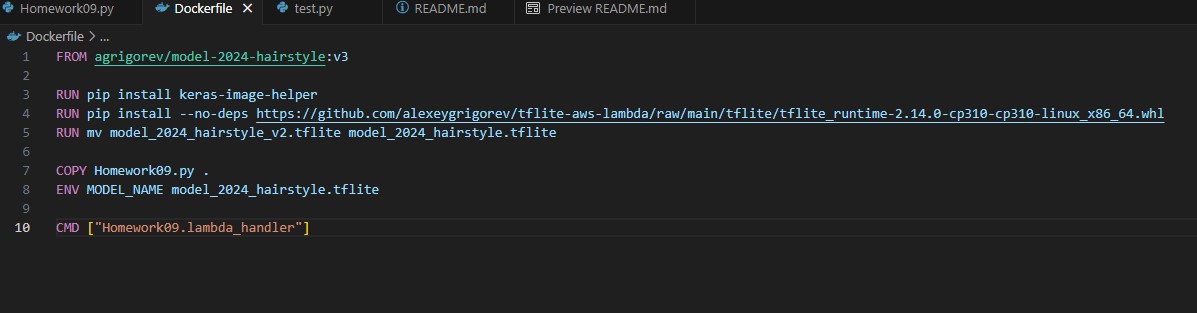 Homework09.py Dockerfile test.py README.md Preview README.md
Dockerfile > ...
1 FROM agrigorev/model-2024-hairstyle:v3
2
3 RUN pip install keras-image-helper
4 RUN pip install --no-deps https://github.com/alexeygrigorev/tflite-aws-lambda/raw/main/tflite/tflite_runtime-2.14.0-cp310-cp310-linux_x86_64.whl
5 RUN mv model_2024_hairstyle_v2.tflite model_2024_hairstyle.tflite
6
7 COPY Homework09.py .
8 ENV MODEL_NAME model_2024_hairstyle.tflite
9
10 CMD ["Homework09.lambda_handler"]